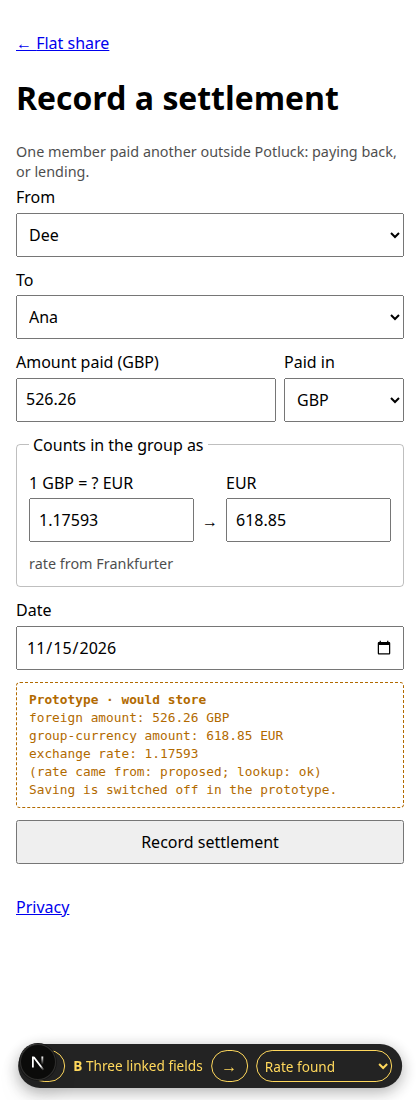 ← Flat share
Record a settlement
One member paid another outside Potluck: paying back,
or lending.
From
Dee
To
Ana
Amount paid (GBP) Paid in
526.26 GBP
Counts in the group as
1 GBP = ? EUR EUR
1.17593 → 618.85
rate from Frankfurter
Date
11/15/2026
Prototype · would store
foreign amount: 526.26 GBP
group-currency amount: 618.85 EUR
exchange rate: 1.17593
(rate came from: proposed; lookup: ok)
Saving is switched off in the prototype.
Record settlement
Privacy
N B Three linked fields → Rate found